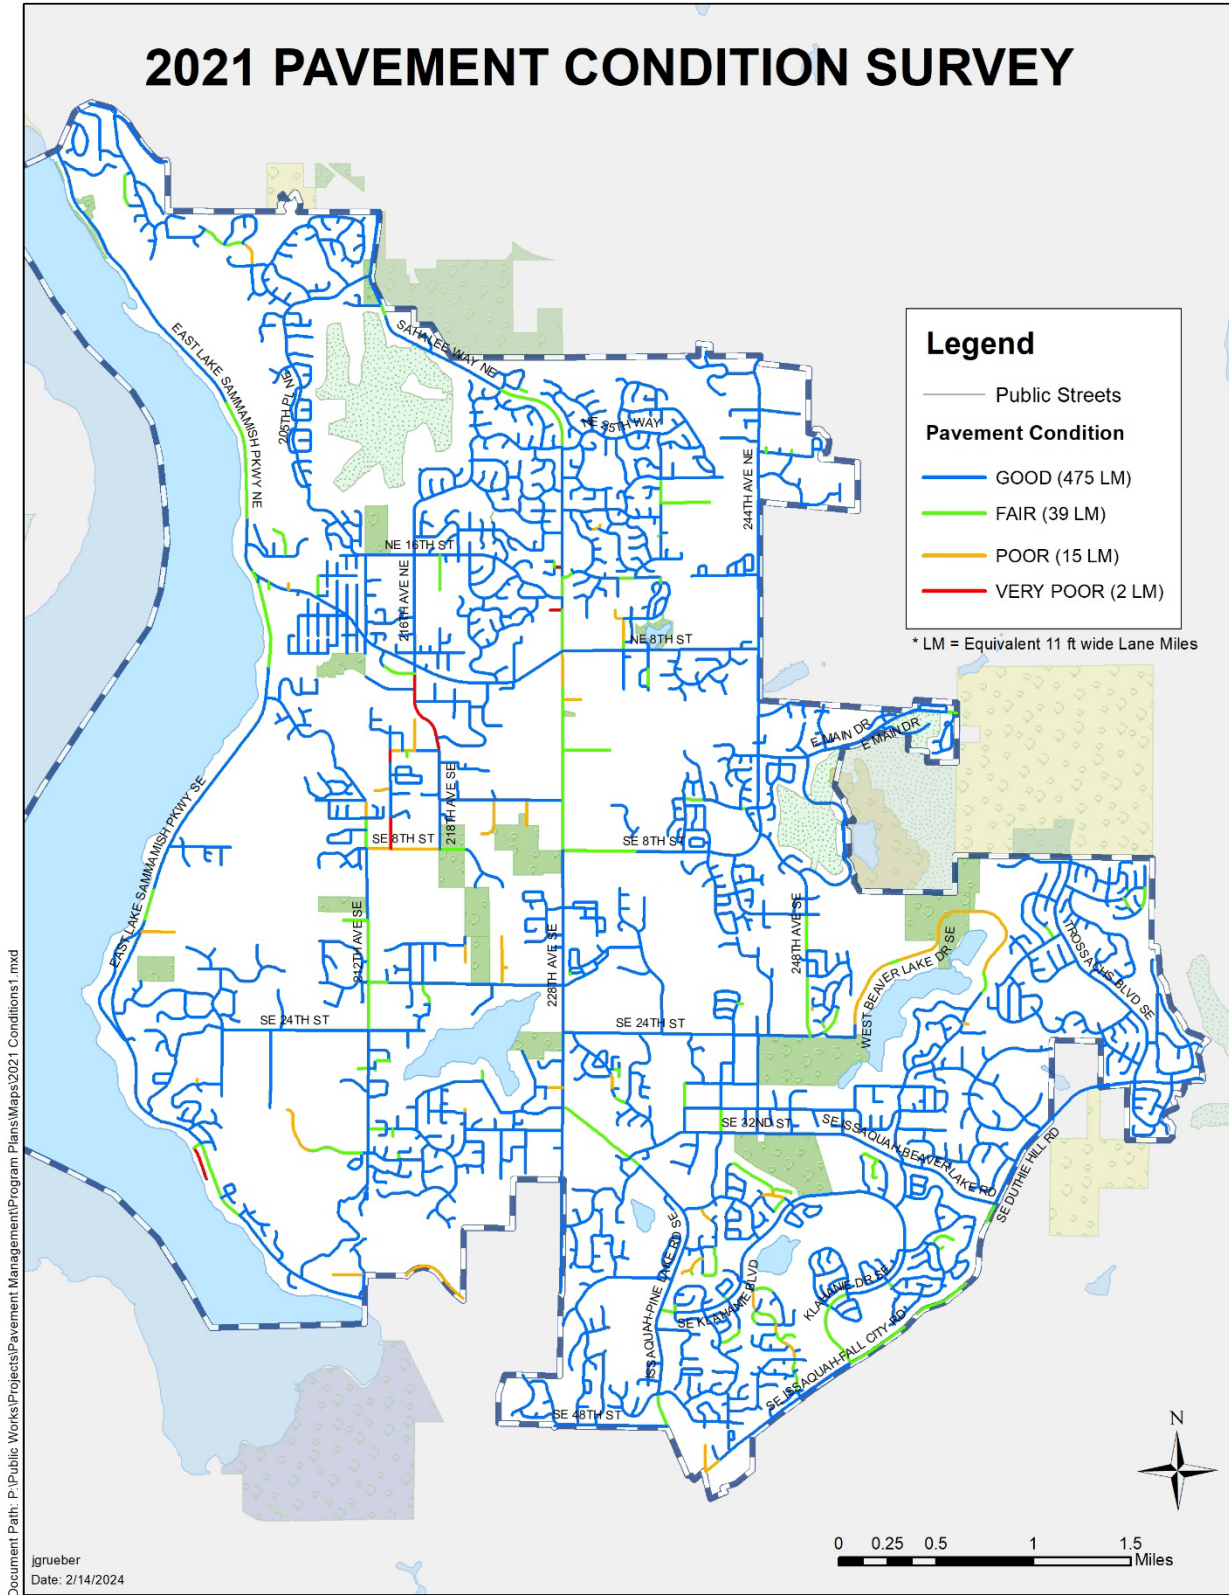 2021 PAVEMENT CONDITION SURVEY
Legend
Public Streets
Pavement Condition
GOOD (475 LM)
FAIR (39 LM)
POOR (15 LM)
VERY POOR (2 LM)
* LM = Equivalent 11 ft wide Lane Miles
SAHALEE WAY NE
EAST LAKE SAMMAMISH PKWY NE
205TH PL NE
NE 25TH WAY
244TH AVE NE
NE 16TH ST
216TH AVE NE
NE 8TH ST
E MAIN DR
E MAIN DR
EAST LAKE SAMMAMISH PKWY SE
218TH AVE SE
SE 8TH ST
SE 8TH ST
212TH AVE SE
228TH AVE SE
248TH AVE SE
WEST BEAVER LAKE DR SE
TROSSACHS BLVD SE
SE 24TH ST
SE 24TH ST
SE 32ND ST
SE ISSAQUAH-BEAVER LAKE RD
SE DUTHIE HILL RD
ISSAQUAH-PINE LAKE RD SE
SE KLAHANIE BLVD
KLAHANIE DR SE
SE ISSAQUAH-FALL CITY RD
SE 48TH ST
N
0 0.25 0.5 1 1.5
Miles
Document Path: P:\Public Works\Projects\Pavement Management\Program Plans\Maps\2021 Conditions1.mxd
jgrueber
Date: 2/14/2024